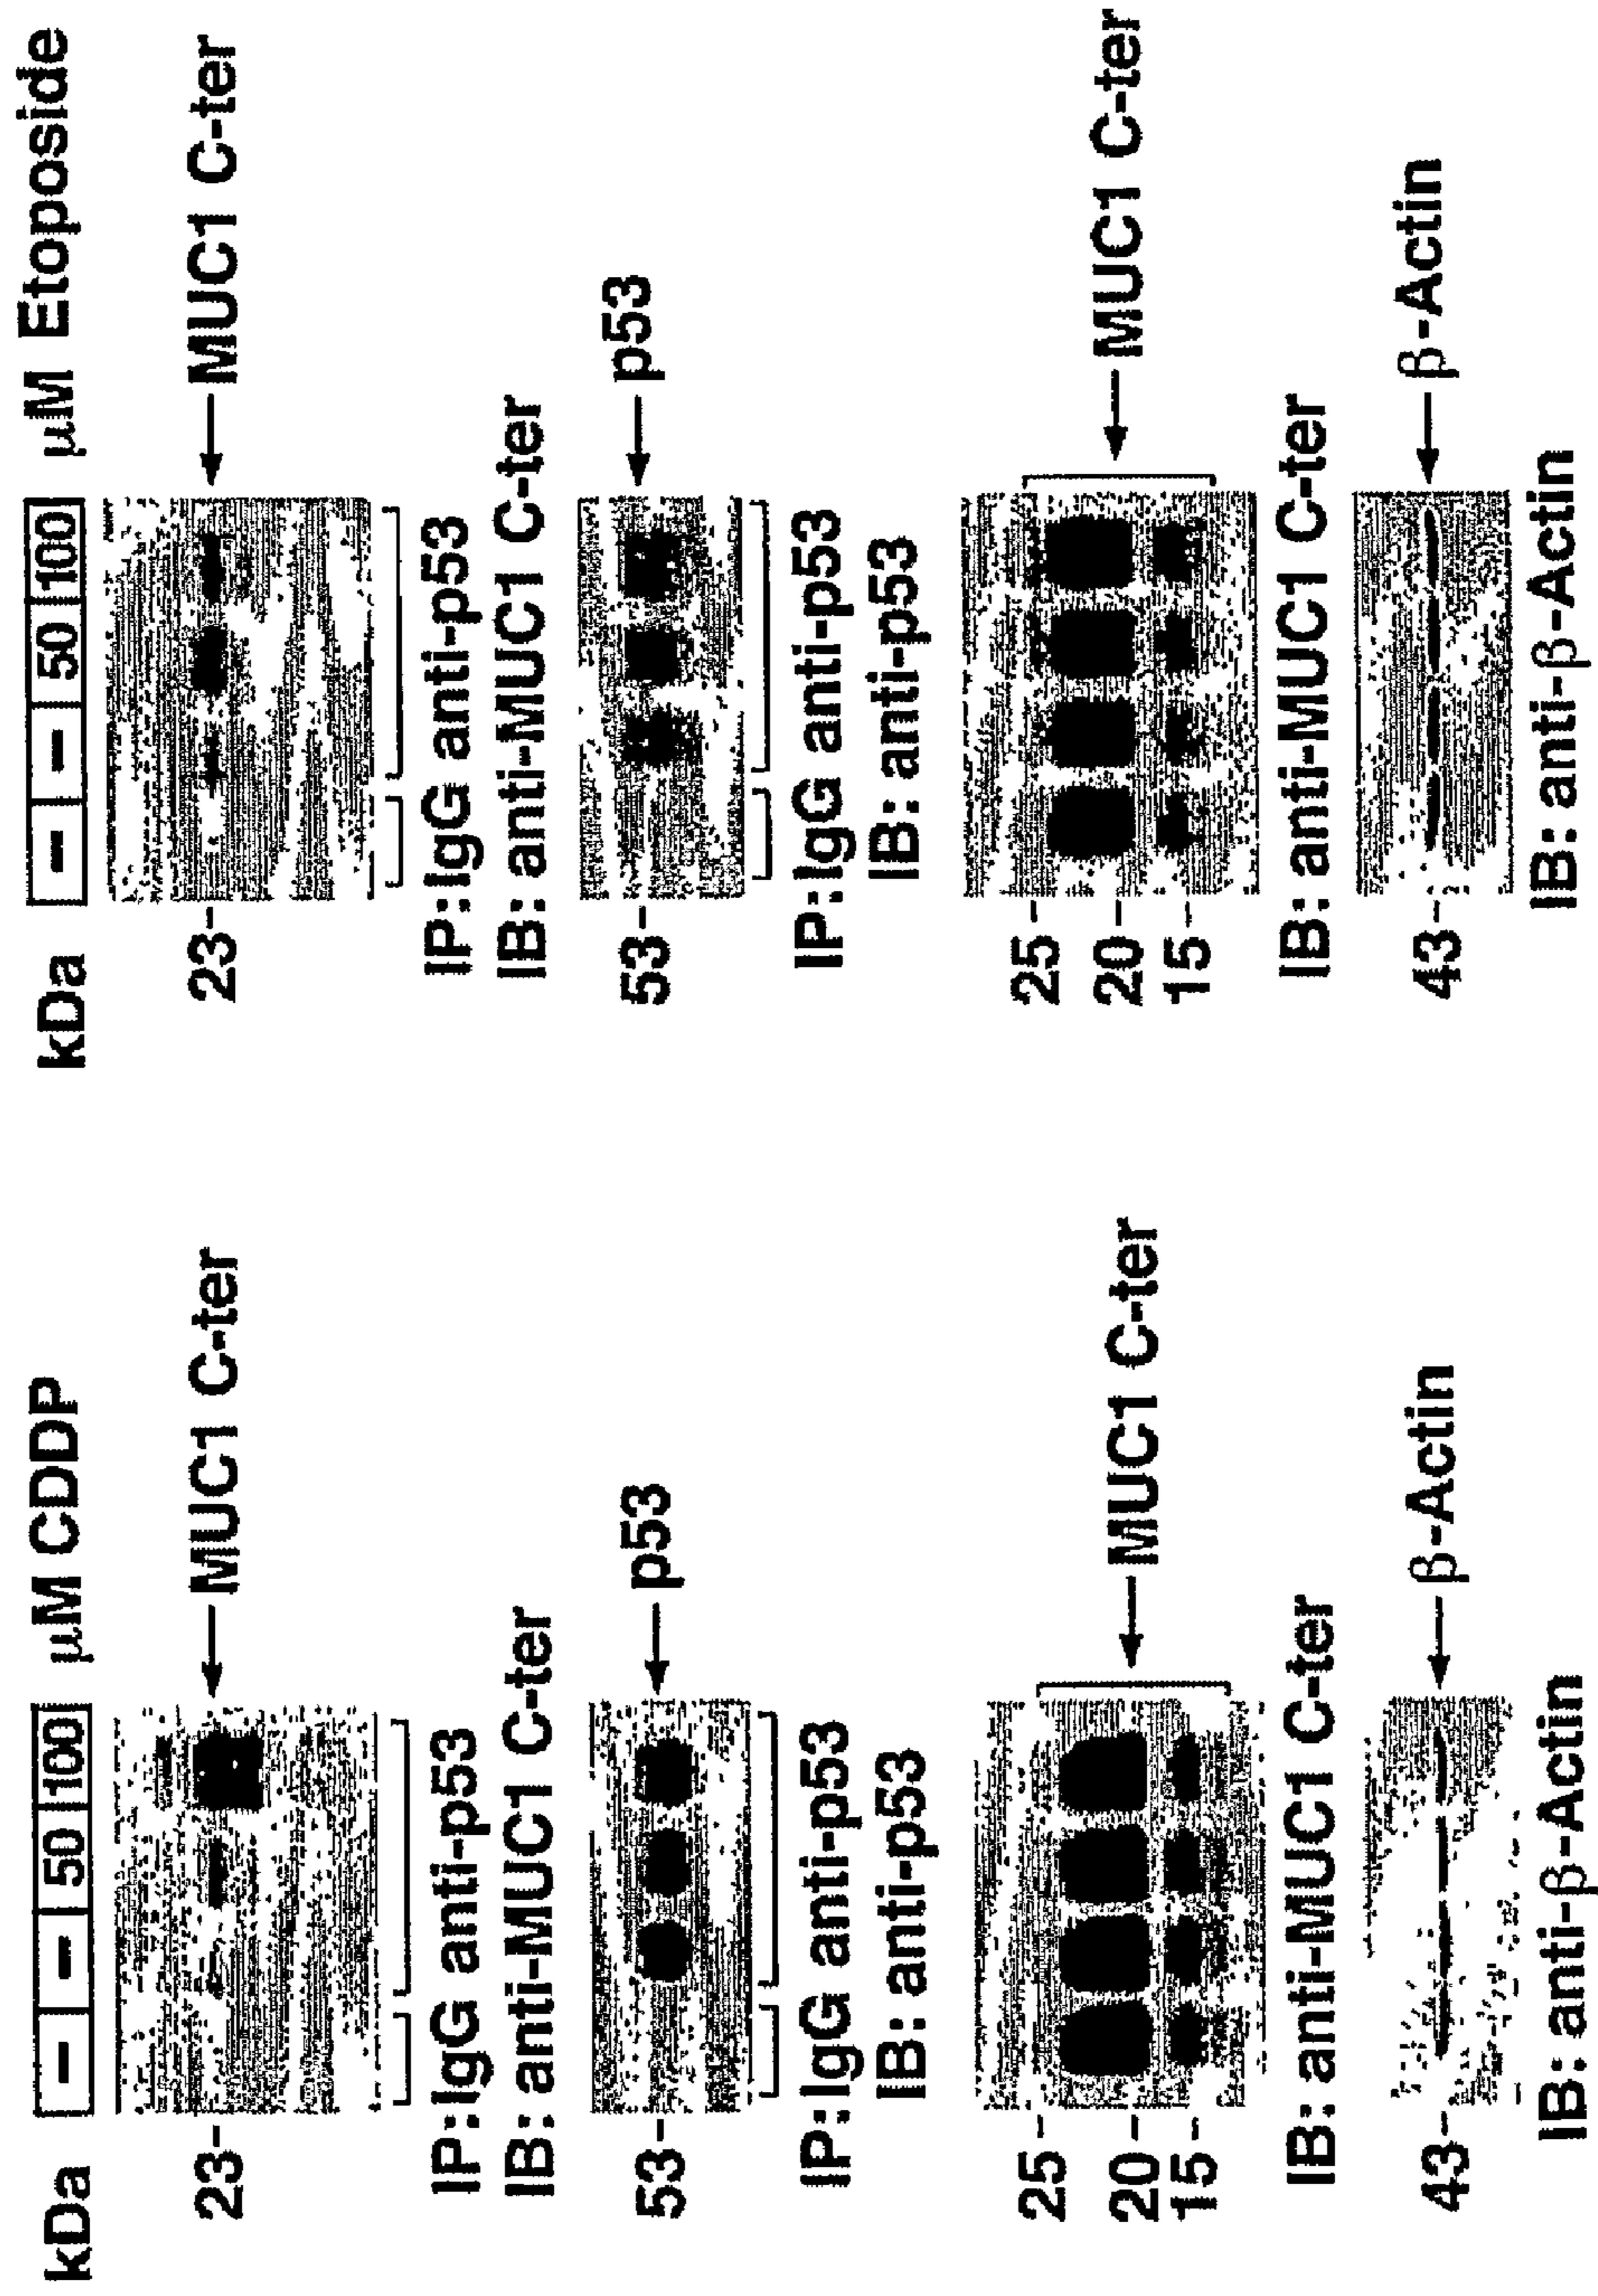 kDa − − 50 100 μM CDDP
23- MUC1 C-ter
IP:IgG anti-p53
IB: anti-MUC1 C-ter
53- p53
IP:IgG anti-p53
IB: anti-p53
25-
20- MUC1 C-ter
15-
IB: anti-MUC1 C-ter
43- β-Actin
IB: anti-β-Actin
kDa − − 50 100 μM Etoposide
23- MUC1 C-ter
IP:IgG anti-p53
IB: anti-MUC1 C-ter
53- p53
IP:IgG anti-p53
IB: anti-p53
25-
20- MUC1 C-ter
15-
IB: anti-MUC1 C-ter
43- β-Actin
IB: anti-β-Actin